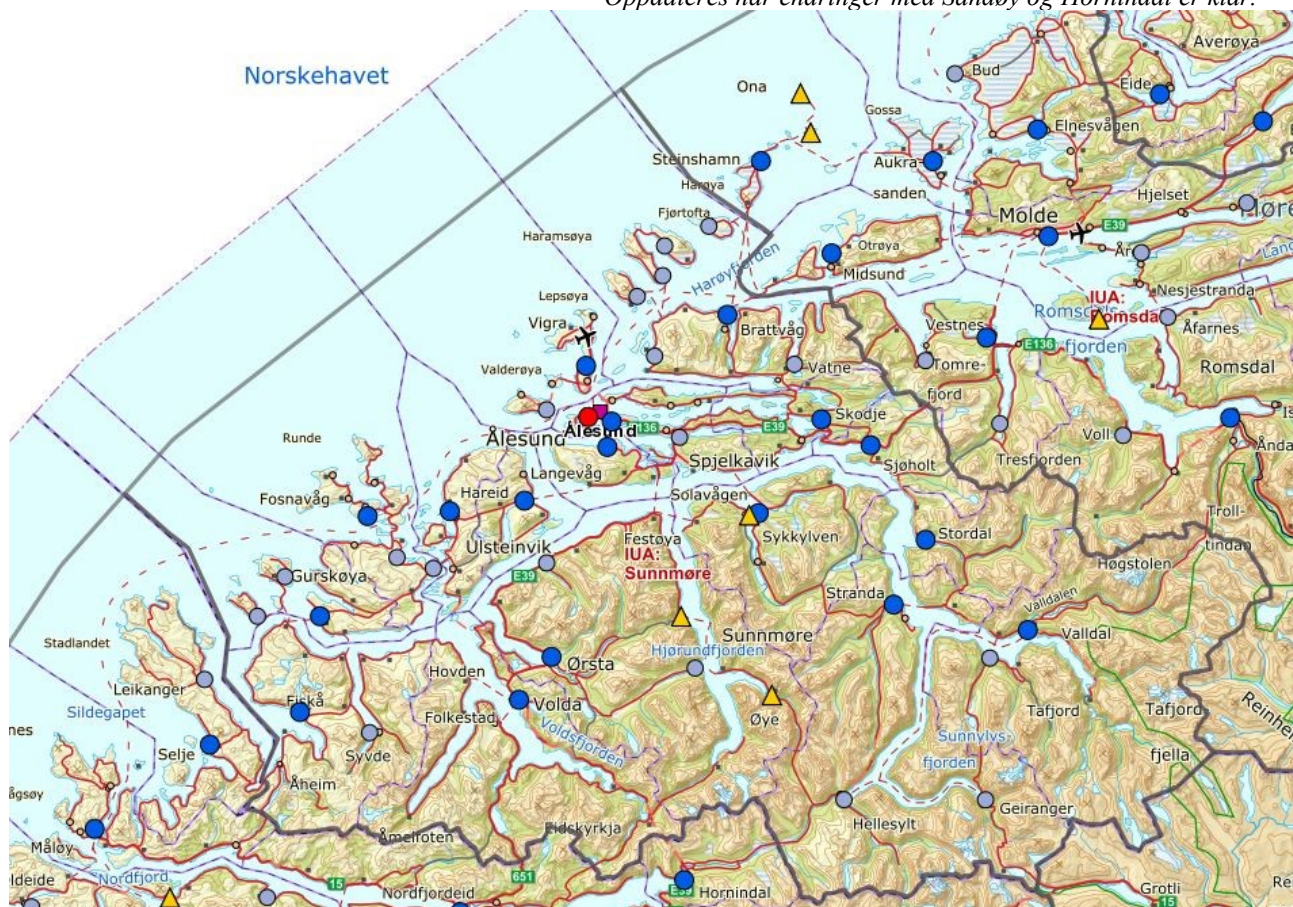 Oppdateres når endringer med Sandøy og Hornindal er klar.
Norskehavet
Averøya
Bud
Eide
Ona
Gossa
Elnesvågen
Steinshamn
Aukra-
sanden
Harøya
Hjelset
Molde
E39
Fjørtofta
Haramsøya
Otrøya
Midsund
Harøyfjorden
Nesjestranda
Lepsøya
IUA:
Romsdal
Romsdals-
fjorden
Vigra
Brattvåg
Vestnes
Åfarnes
E136
Valderøya
Vatne
Tomre-
fjord
Romsdal
Skodje
Ålesund
Ålesund
136
E39
Runde
Langevåg
Spjelkavik
Sjøholt
Tresfjorden
Voll
Hareid
Solavågen
Fosnavåg
Troll-
tindan
Ulsteinvik
Festøya
Sykkylven
Stordal
IUA:
Sunnmøre
Høgstolen
E39
Gurskøya
Stranda
Valldalen
Stadlandet
Sunnmøre
Valldal
Hjørundfjorden
Ørsta
Hovden
Leikanger
Fiskå
Volda
Sildegapet
Folkestad
Øye
Tafjord
Tafjord-
fjella
Voldsfjorden
Syvde
Selje
Sunnylvs-
fjorden
Åheim
Geiranger
Hellesylt
Åmelfoten
Eidskyrkja
Måløy
Nordfjord
15
651
Nordfjordeid
E39
Hornindal
Grotli
15